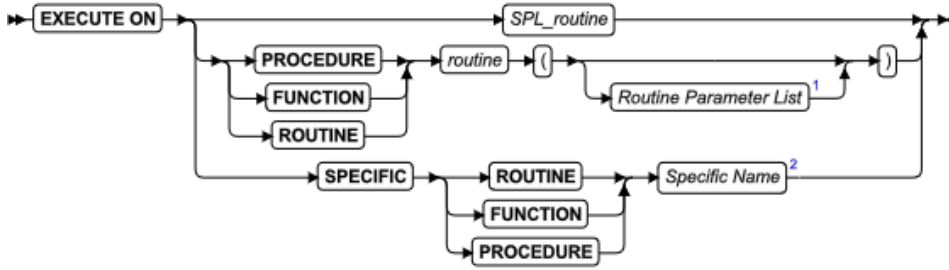 EXECUTE ON SPL_routine
PROCEDURE routine ( )
FUNCTION Routine Parameter List 1
ROUTINE
SPECIFIC ROUTINE Specific Name 2
FUNCTION
PROCEDURE